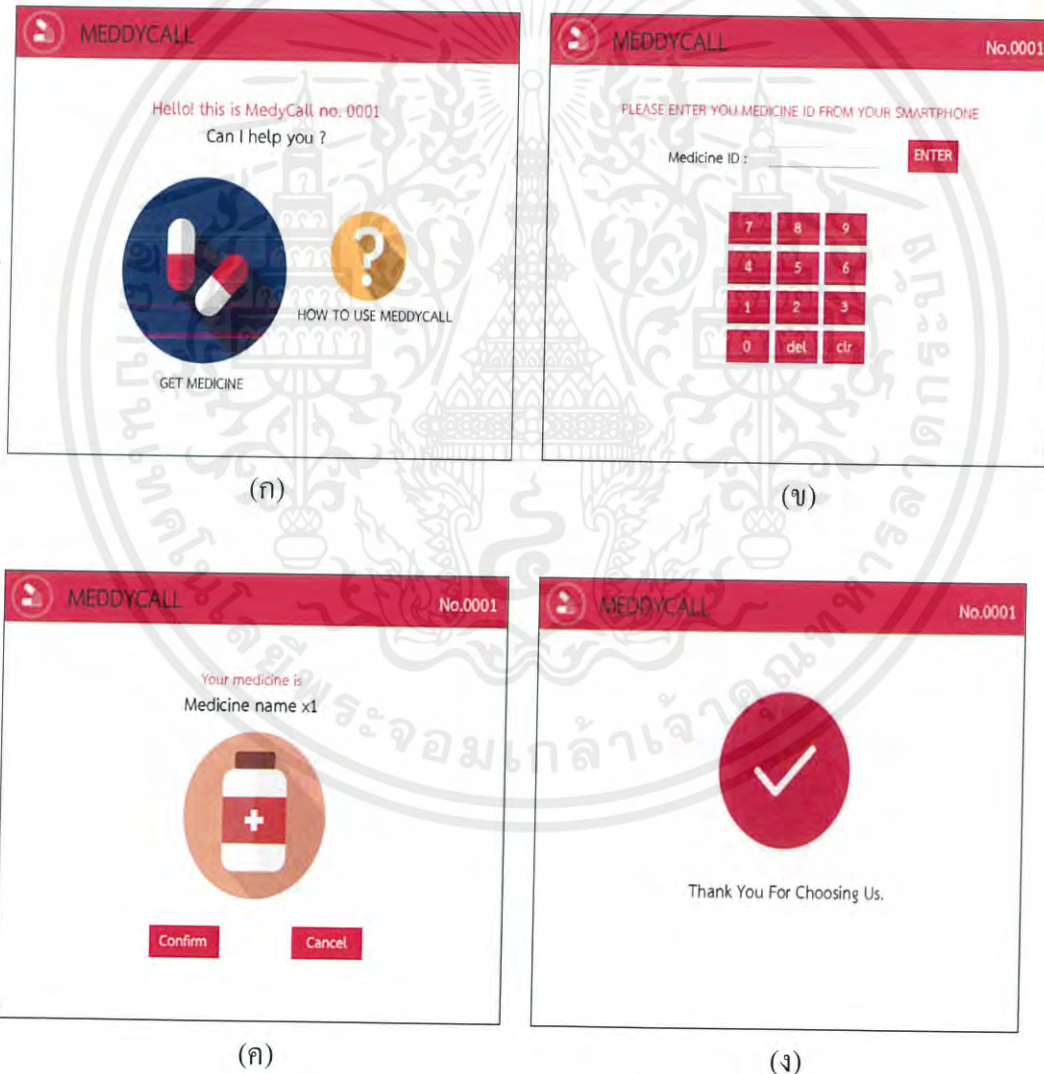 MEDDYCALL
Hello! this is MedyCall no. 0001
Can I help you ?
HOW TO USE MEDDYCALL
GET MEDICINE
(ก)
MEDDYCALL No.0001
PLEASE ENTER YOU MEDICINE ID FROM YOUR SMARTPHONE
Medicine ID : ENTER
7 8 9
4 5 6
1 2 3
0 del clr
(ข)
MEDDYCALL No.0001
Your medicine is
Medicine name x1
Confirm Cancel
(ค)
MEDDYCALL No.0001
Thank You For Choosing Us.
(ง)